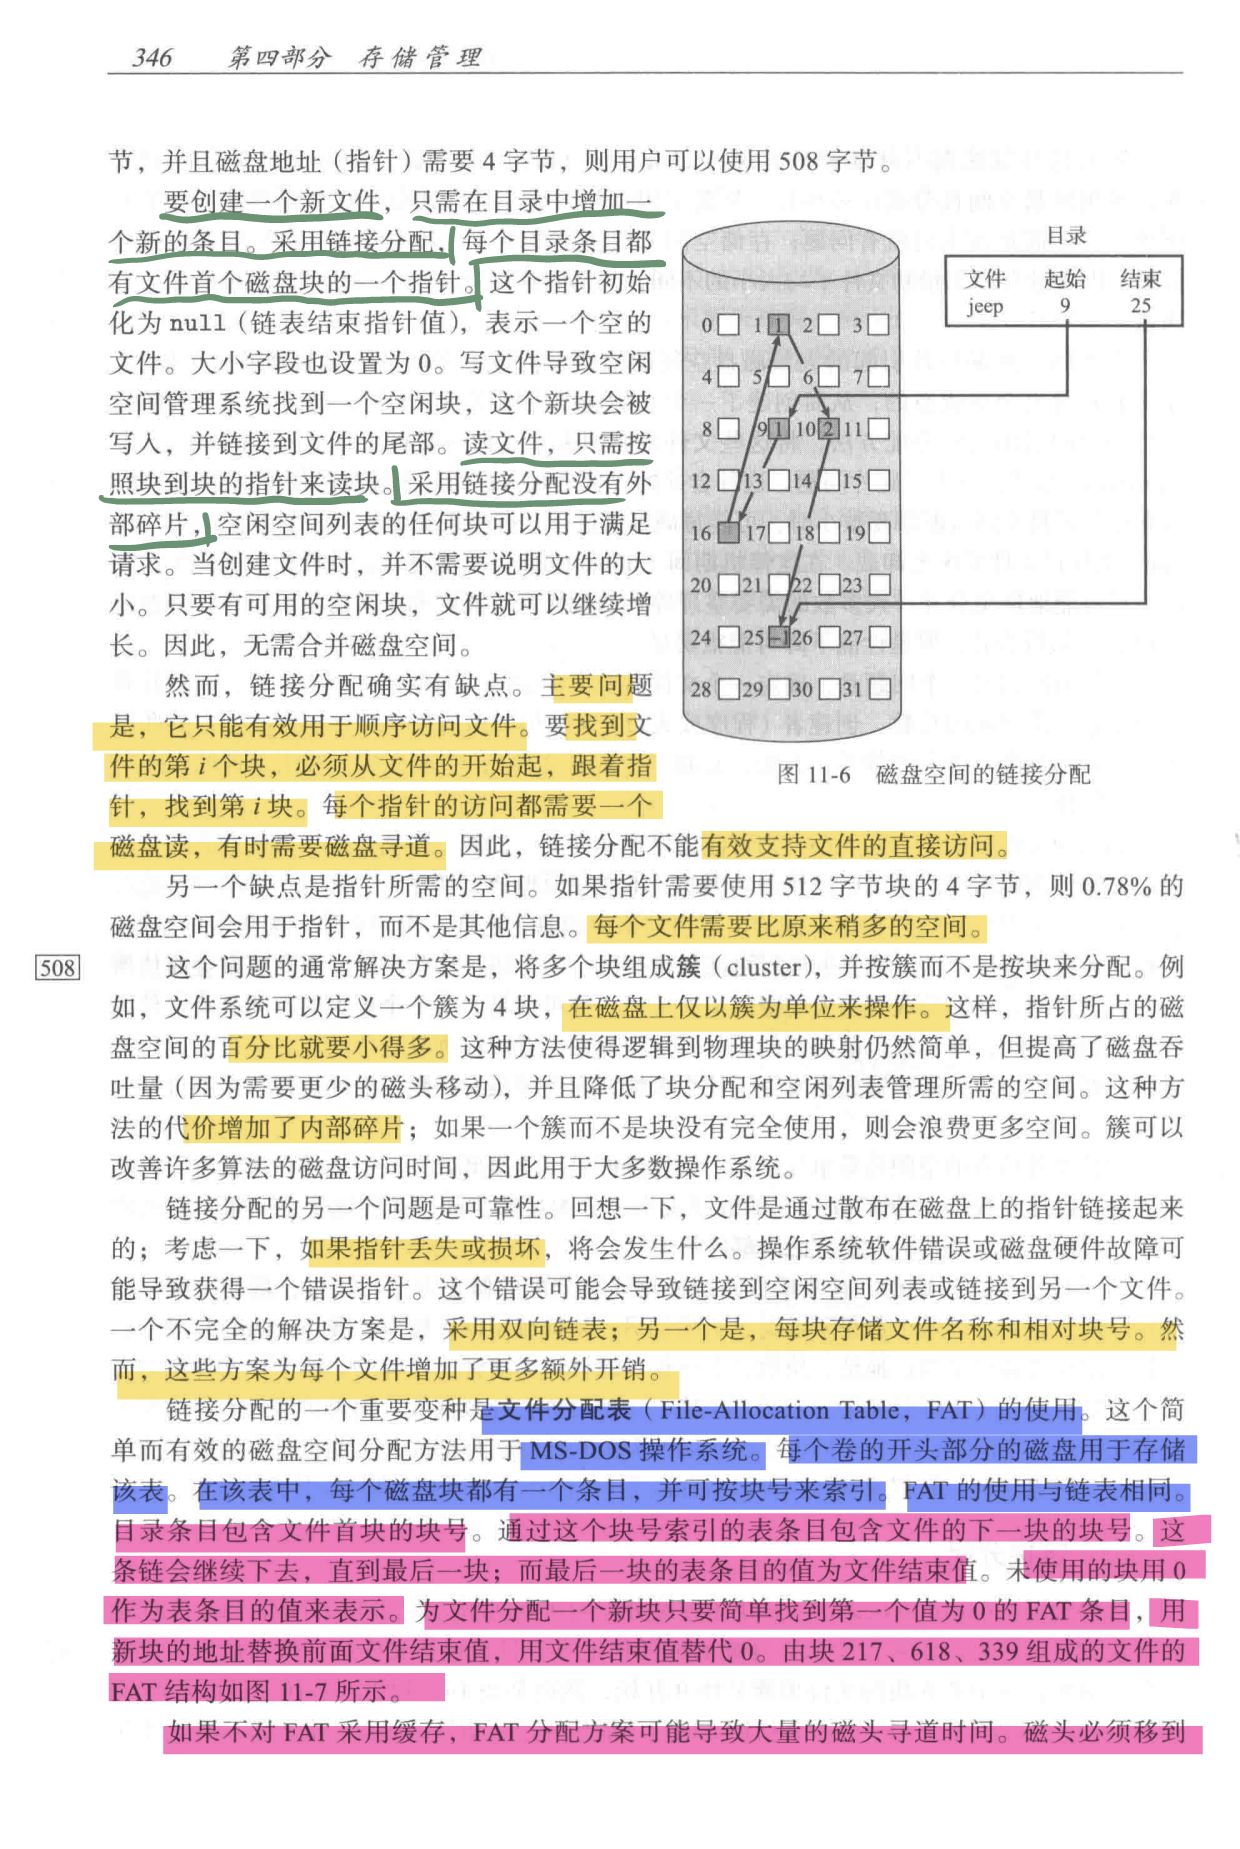 346 第四部分 存储管理
节，并且磁盘地址（指针）需要 4 字节，则用户可以使用 508 字节。
要创建一个新文件，只需在目录中增加一
个新的条目。采用链接分配，每个目录条目都
有文件首个磁盘块的一个指针。这个指针初始
化为 null（链表结束指针值），表示一个空的
文件。大小字段也设置为 0。写文件导致空闲
空间管理系统找到一个空闲块，这个新块会被
写入，并链接到文件的尾部。读文件，只需按
照块到块的指针来读块。采用链接分配没有外
部碎片，空闲空间列表的任何块可以用于满足
请求。当创建文件时，并不需要说明文件的大
小。只要有可用的空闲块，文件就可以继续增
长。因此，无需合并磁盘空间。
然而，链接分配确实有缺点。主要问题
是，它只能有效用于顺序访问文件。要找到文
件的第 i 个块，必须从文件的开始起，跟着指
针，找到第 i 块。每个指针的访问都需要一个
目录
文件 起始 结束
jeep 9 25
0 1 1 2 3
4 5 6 7
8 9 1 10 2 11
12 13 14 15
16 17 18 19
20 21 22 23
24 25 -1 26 27
28 29 30 31
图 11-6 磁盘空间的链接分配
磁盘读，有时需要磁盘寻道。因此，链接分配不能有效支持文件的直接访问。
另一个缺点是指针所需的空间。如果指针需要使用 512 字节块的 4 字节，则 0.78% 的
磁盘空间会用于指针，而不是其他信息。每个文件需要比原来稍多的空间。
508
这个问题的通常解决方案是，将多个块组成簇（cluster），并按簇而不是按块来分配。例
如，文件系统可以定义一个簇为 4 块，在磁盘上仅以簇为单位来操作。这样，指针所占的磁
盘空间的百分比就要小得多。这种方法使得逻辑到物理块的映射仍然简单，但提高了磁盘吞
吐量（因为需要更少的磁头移动），并且降低了块分配和空闲列表管理所需的空间。这种方
法的代价增加了内部碎片；如果一个簇而不是块没有完全使用，则会浪费更多空间。簇可以
改善许多算法的磁盘访问时间，因此用于大多数操作系统。
链接分配的另一个问题是可靠性。回想一下，文件是通过散布在磁盘上的指针链接起来
的；考虑一下，如果指针丢失或损坏，将会发生什么。操作系统软件错误或磁盘硬件故障可
能导致获得一个错误指针。这个错误可能会导致链接到空闲空间列表或链接到另一个文件。
一个不完全的解决方案是，采用双向链表；另一个是，每块存储文件名称和相对块号。然
而，这些方案为每个文件增加了更多额外开销。
链接分配的一个重要变种是文件分配表（File-Allocation Table，FAT）的使用。这个简
单而有效的磁盘空间分配方法用于 MS-DOS 操作系统。每个卷的开头部分的磁盘用于存储
该表。在该表中，每个磁盘块都有一个条目，并可按块号来索引。FAT 的使用与链表相同。
目录条目包含文件首块的块号。通过这个块号索引的表条目包含文件的下一块的块号。这
条链会继续下去，直到最后一块；而最后一块的表条目的值为文件结束值。未使用的块用 0
作为表条目的值来表示。为文件分配一个新块只要简单找到第一个值为 0 的 FAT 条目，用
新块的地址替换前面文件结束值，用文件结束值替代 0。由块 217、618、339 组成的文件的
FAT 结构如图 11-7 所示。
如果不对 FAT 采用缓存，FAT 分配方案可能导致大量的磁头寻道时间。磁头必须移到